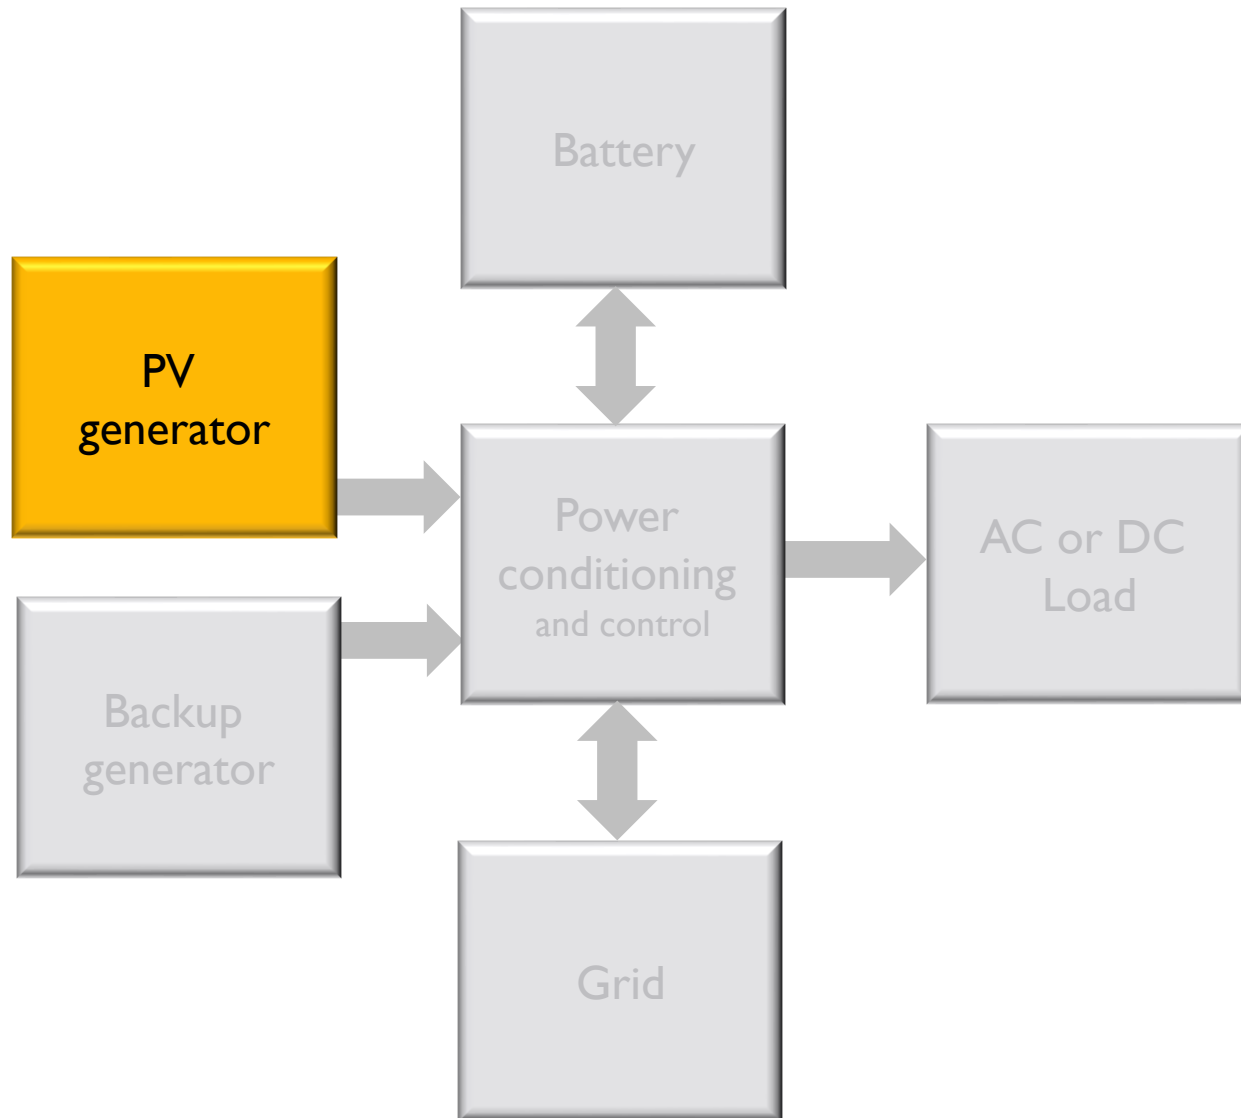 Battery
PV
generator
Power
conditioning
and control
AC or DC
Load
Backup
generator
Grid